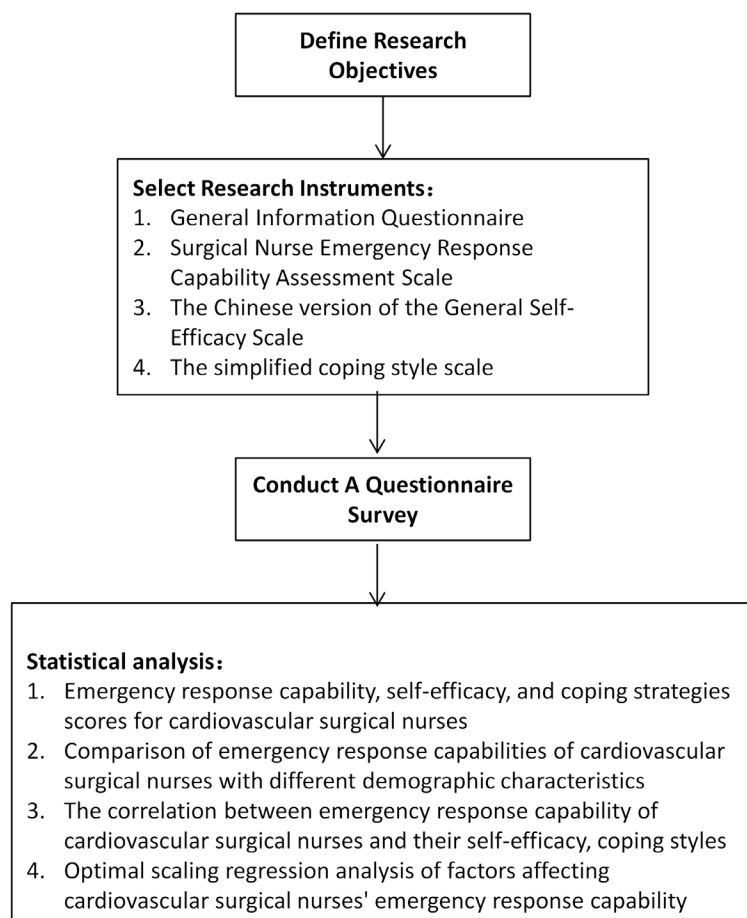 Define Research
Objectives
Select Research Instruments：
1. General Information Questionnaire
2. Surgical Nurse Emergency Response
Capability Assessment Scale
3. The Chinese version of the General Self-
Efficacy Scale
4. The simplified coping style scale
Conduct A Questionnaire
Survey
Statistical analysis：
1. Emergency response capability, self-efficacy, and coping strategies
scores for cardiovascular surgical nurses
2. Comparison of emergency response capabilities of cardiovascular
surgical nurses with different demographic characteristics
3. The correlation between emergency response capability of
cardiovascular surgical nurses and their self-efficacy, coping styles
4. Optimal scaling regression analysis of factors affecting
cardiovascular surgical nurses' emergency response capability